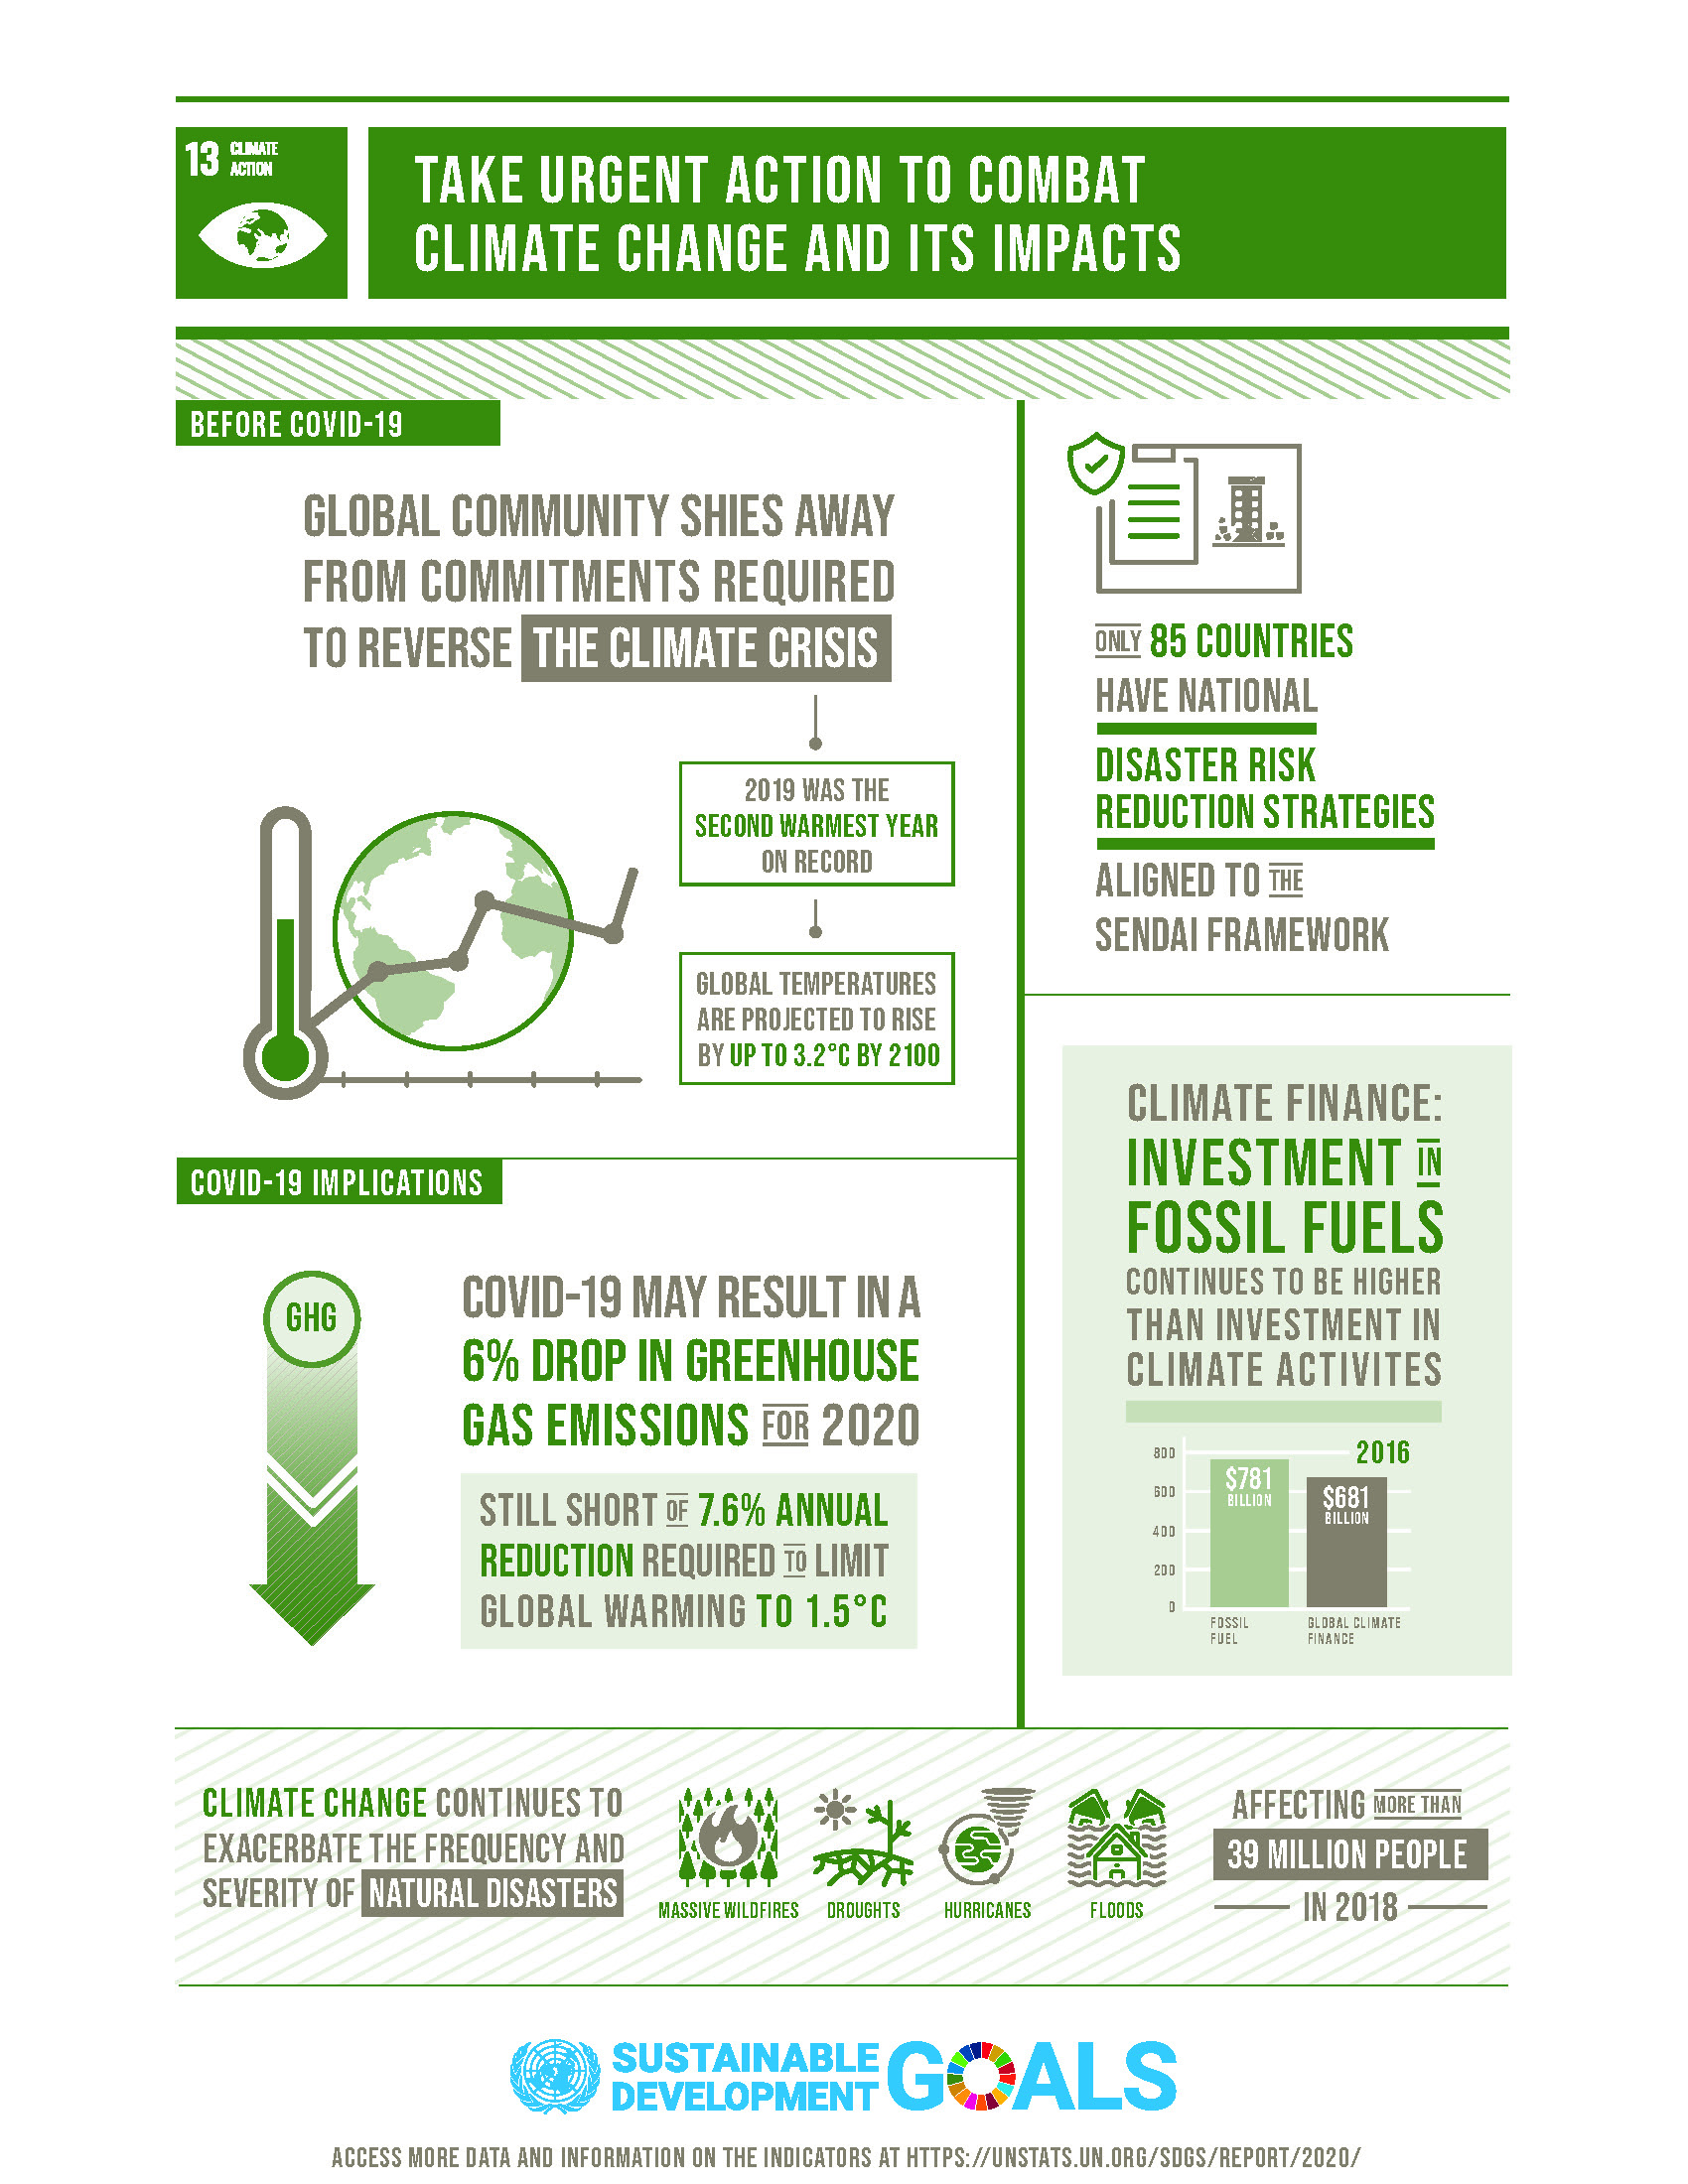 13 CLIMATE
ACTION
TAKE URGENT ACTION TO COMBAT
CLIMATE CHANGE AND ITS IMPACTS
BEFORE COVID-19
GLOBAL COMMUNITY SHIES AWAY
FROM COMMITMENTS REQUIRED
TO REVERSE THE CLIMATE CRISIS
2019 WAS THE
SECOND WARMEST YEAR
ON RECORD
GLOBAL TEMPERATURES
ARE PROJECTED TO RISE
BY UP TO 3.2°C BY 2100
ONLY 85 COUNTRIES
HAVE NATIONAL
DISASTER RISK
REDUCTION STRATEGIES
ALIGNED TO THE
SENDAI FRAMEWORK
COVID-19 IMPLICATIONS
GHG
COVID-19 MAY RESULT IN A
6% DROP IN GREENHOUSE
GAS EMISSIONS FOR 2020
STILL SHORT OF 7.6% ANNUAL
REDUCTION REQUIRED TO LIMIT
GLOBAL WARMING TO 1.5°C
CLIMATE FINANCE:
INVESTMENT IN
FOSSIL FUELS
CONTINUES TO BE HIGHER
THAN INVESTMENT IN
CLIMATE ACTIVITES
2016
800
600
400
200
0
$781
BILLION
$681
BILLION
FOSSIL
FUEL
GLOBAL CLIMATE
FINANCE
CLIMATE CHANGE CONTINUES TO
EXACERBATE THE FREQUENCY AND
SEVERITY OF NATURAL DISASTERS
MASSIVE WILDFIRES
DROUGHTS
HURRICANES
FLOODS
AFFECTING MORE THAN
39 MILLION PEOPLE
IN 2018
SUSTAINABLE
DEVELOPMENT
GOALS
ACCESS MORE DATA AND INFORMATION ON THE INDICATORS AT HTTPS://UNSTATS.UN.ORG/SDGS/REPORT/2020/